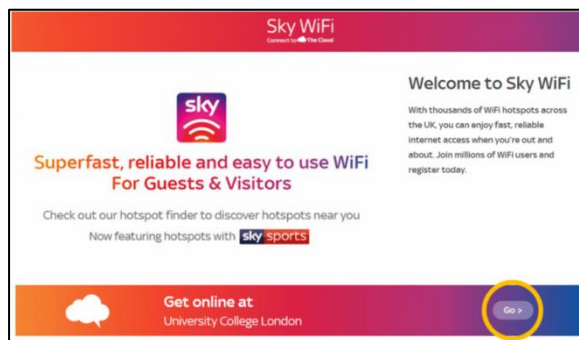 Sky WiFi
Connect to The Cloud
sky
Superfast, reliable and easy to use WiFi
For Guests & Visitors
Check out our hotspot finder to discover hotspots near you
Now featuring hotspots with sky sports
Welcome to Sky WiFi
With thousands of WiFi hotspots across
the UK, you can enjoy fast, reliable
internet access when you're out and
about. Join millions of WiFi users and
register today.
Get online at
University College London
Go >